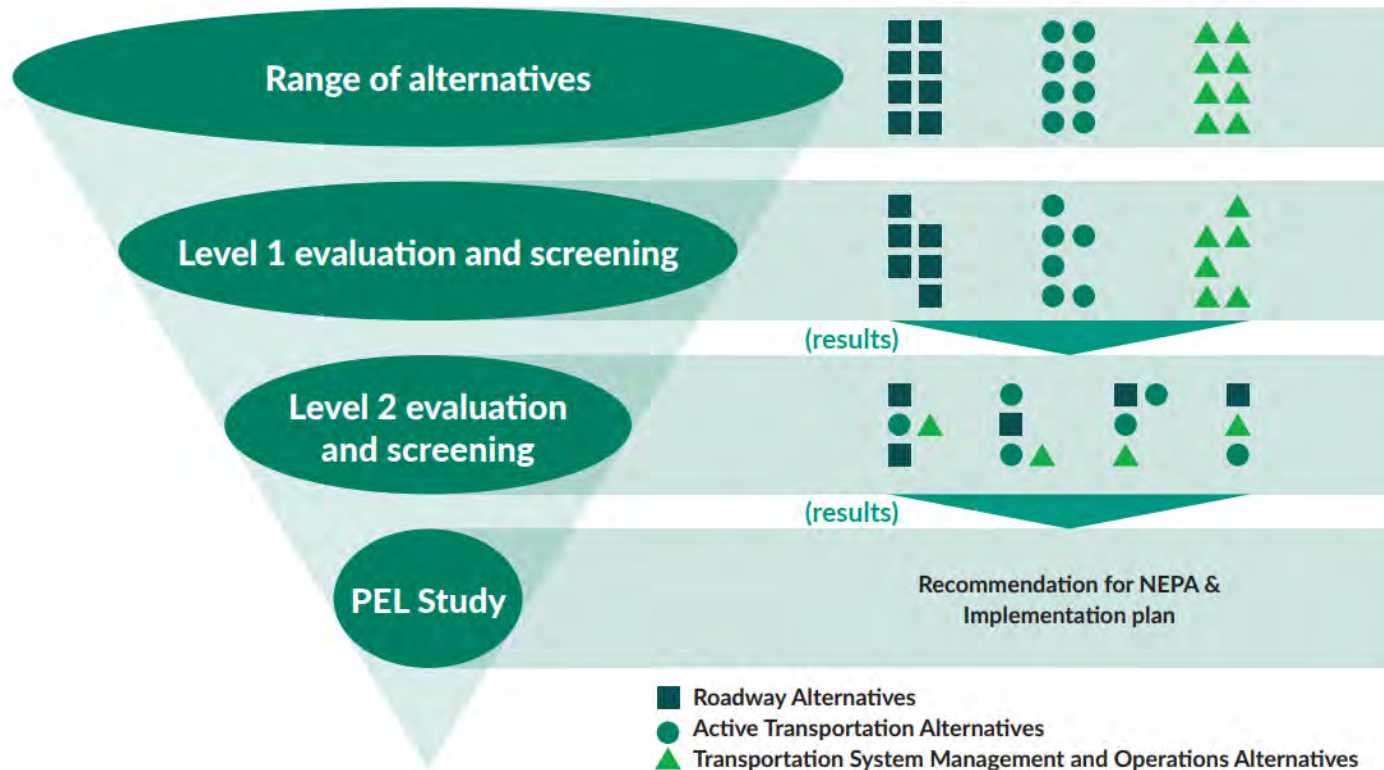 Range of alternatives
Level 1 evaluation and screening
(results)
Level 2 evaluation
and screening
(results)
PEL Study
Recommendation for NEPA &
Implementation plan
Roadway Alternatives
Active Transportation Alternatives
Transportation System Management and Operations Alternatives